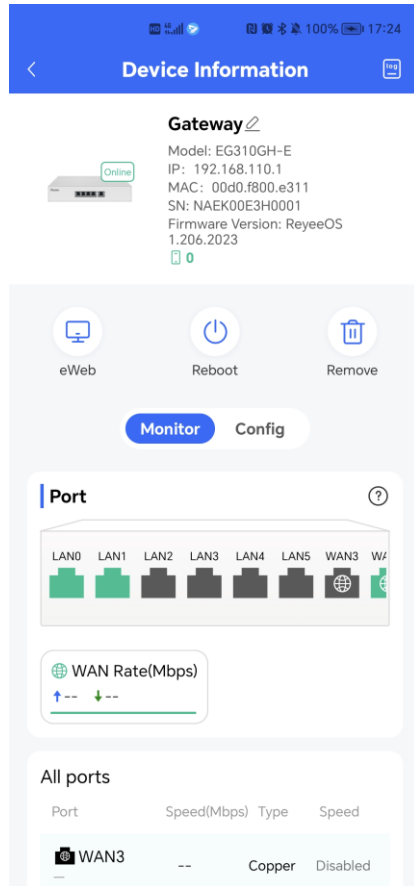 100% 17:24
Device Information
log
Gateway
Online
Model: EG310GH-E
IP: 192.168.110.1
MAC: 00d0.f800.e311
SN: NAEK00E3H0001
Firmware Version: ReyeeOS
1.206.2023
0
eWeb Reboot Remove
Monitor Config
Port
LAN0 LAN1 LAN2 LAN3 LAN4 LAN5 WAN3
WAN Rate(Mbps)
-- --
All ports
Port Speed(Mbps) Type Speed
WAN3 -- Copper Disabled